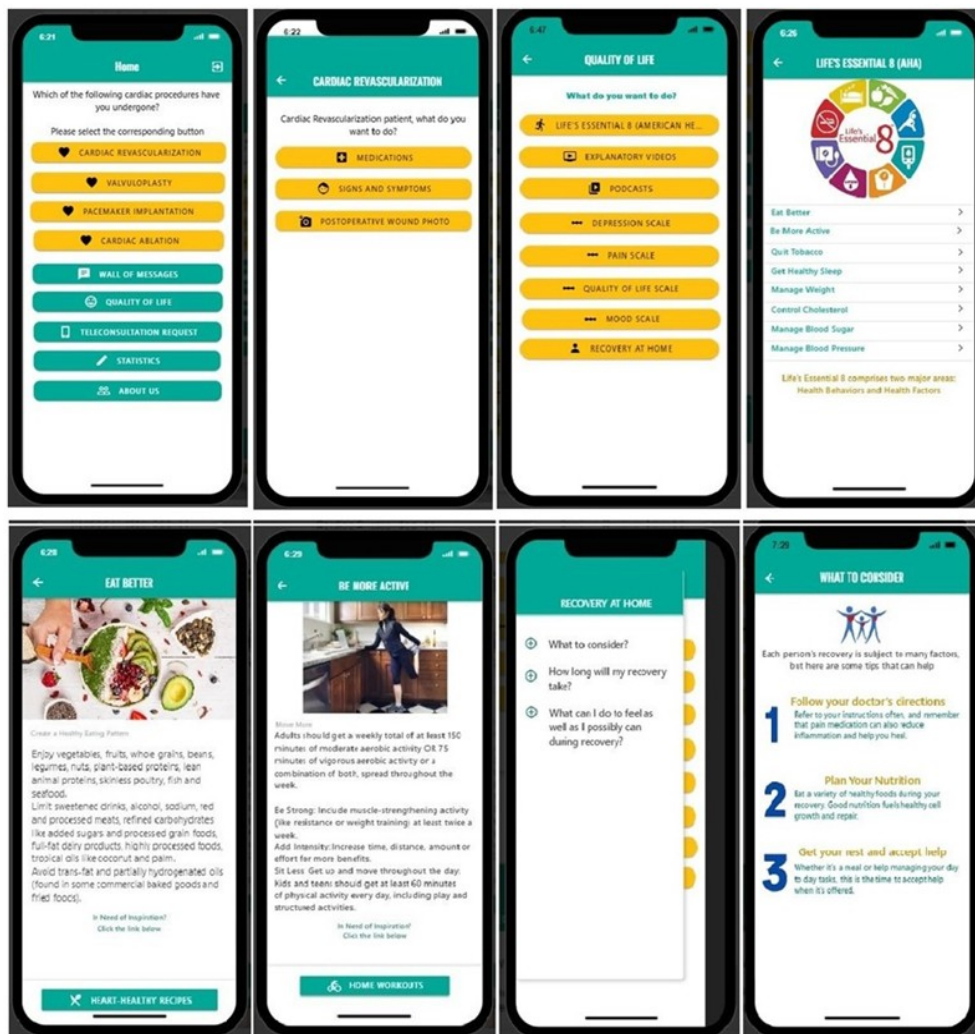 6:21
Home
Which of the following cardiac procedures have
you undergone?
Please select the corresponding button
CARDIAC REVASCULARIZATION
VALVULOPLASTY
PACEMAKER IMPLANTATION
CARDIAC ABLATION
WALL OF MESSAGES
QUALITY OF LIFE
TELECONSULTATION REQUEST
STATISTICS
ABOUT US
6:22
CARDIAC REVASCULARIZATION
Cardiac Revascularization patient, what do you
want to do?
MEDICATIONS
SIGNS AND SYMPTOMS
POSTOPERATIVE WOUND PHOTO
6:47
QUALITY OF LIFE
What do you want to do?
LIFE'S ESSENTIAL 8 (AMERICAN HE...
EXPLANATORY VIDEOS
PODCASTS
DEPRESSION SCALE
PAIN SCALE
QUALITY OF LIFE SCALE
MOOD SCALE
RECOVERY AT HOME
6:26
LIFE'S ESSENTIAL 8 (AHA)
Life's
Essential 8
Eat Better
Be More Active
Quit Tobacco
Get Healthy Sleep
Manage Weight
Control Cholesterol
Manage Blood Sugar
Manage Blood Pressure
Life's Essential 8 comprises two major areas:
Health Behaviors and Health Factors
6:28
EAT BETTER
Create a Healthy Eating Pattern
Enjoy vegetables, fruits, whole grains, beans,
legumes, nuts, plant-based proteins, lean
animal proteins, skinless poultry, fish and
seafood.
Limit sweetened drinks, alcohol, sodium, red
and processed meats, refined carbohydrates
like added sugars and processed grain foods,
full-fat dairy products, highly processed foods,
tropical oils like coconut and palm.
Avoid trans-fat and partially hydrogenated oils
(found in some commercial baked goods and
fried foods).
In Need of Inspiration?
Click the link below
HEART-HEALTHY RECIPES
6:29
BE MORE ACTIVE
Move More
Adults should get a weekly total of at least 150
minutes of moderate aerobic activity OR 75
minutes of vigorous aerobic activity or a
combination of both, spread throughout the
week.
Be Strong: Include muscle-strengthening activity
(like resistance or weight training) at least twice a
week.
Add Intensity: Increase time, distance, amount or
effort for more benefits.
Sit Less Get up and move throughout the day.
Kids and teens should get at least 60 minutes
of physical activity every day, including play and
structured activities.
In Need of Inspiration?
Click the link below
HOME WORKOUTS
RECOVERY AT HOME
What to consider?
How long will my recovery
take?
What can I do to feel as
well as I possibly can
during recovery?
7:26
WHAT TO CONSIDER
Each person's recovery is subject to many factors,
but here are some tips that can help
1
Follow your doctor's directions
Refer to your instructions often, and remember
that pain medication can also reduce
inflammation and help you heal.
2
Plan Your Nutrition
Eat a variety of healthy foods during your
recovery. Good nutrition fuels healthy cell
growth and repair.
3
Get your rest and accept help
Whether it's a meal or help managing your day
to day tasks, this is the time to accept help
when it's offered.